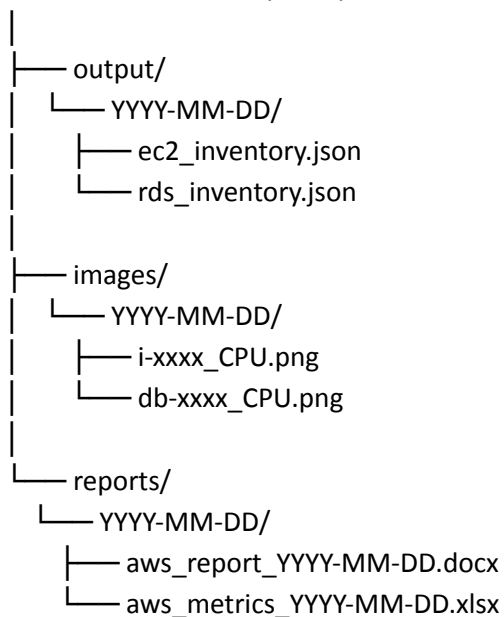 │
├── output/
│   └── YYYY-MM-DD/
│       ├── ec2_inventory.json
│       └── rds_inventory.json
│
├── images/
│   └── YYYY-MM-DD/
│       ├── i-xxxx_CPU.png
│       └── db-xxxx_CPU.png
│
└── reports/
    └── YYYY-MM-DD/
        ├── aws_report_YYYY-MM-DD.docx
        └── aws_metrics_YYYY-MM-DD.xlsx